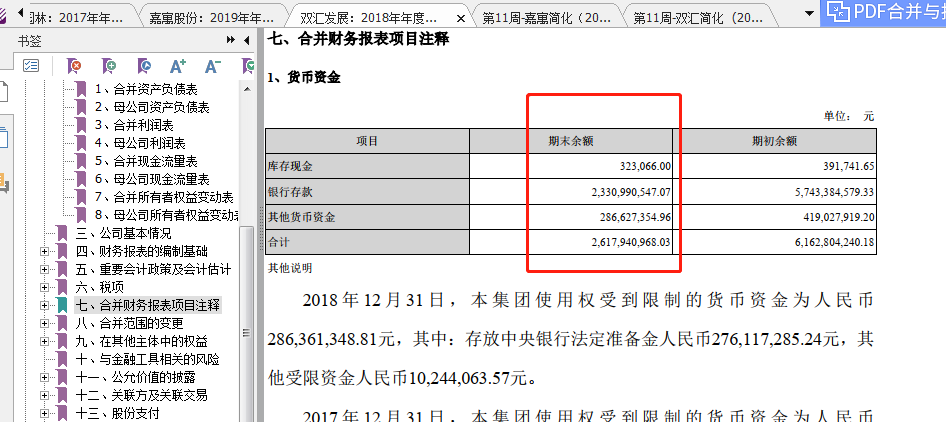 羽林：2017年年...
嘉寓股份：2019年年...
双汇发展：2018年年度... ×
第11周-嘉寓简化（20...
第11周-双汇简化（20...
PDF合并与
书签
A+ A-
1、合并资产负债表
2、母公司资产负债表
3、合并利润表
4、母公司利润表
5、合并现金流量表
6、母公司现金流量表
7、合并所有者权益变动表
8、母公司所有者权益变动表
三、公司基本情况
四、财务报表的编制基础
五、重要会计政策及会计估计
六、税项
七、合并财务报表项目注释
八、合并范围的变更
九、在其他主体中的权益
十、与金融工具相关的风险
十一、公允价值的披露
十二、关联方及关联交易
十三、股份支付
七、合并财务报表项目注释
1、货币资金
单位： 元
项目 期末余额 期初余额
库存现金 323,066.00 391,741.65
银行存款 2,330,990,547.07 5,743,384,579.33
其他货币资金 286,627,354.96 419,027,919.20
合计 2,617,940,968.03 6,162,804,240.18
其他说明
2018年12月31日，本集团使用权受到限制的货币资金为人民币
286,361,348.81元，其中：存放中央银行法定准备金人民币276,117,285.24元，其
他受限资金人民币10,244,063.57元。
2017年12月31日，本集团使用权受到限制的货币资金为人民币